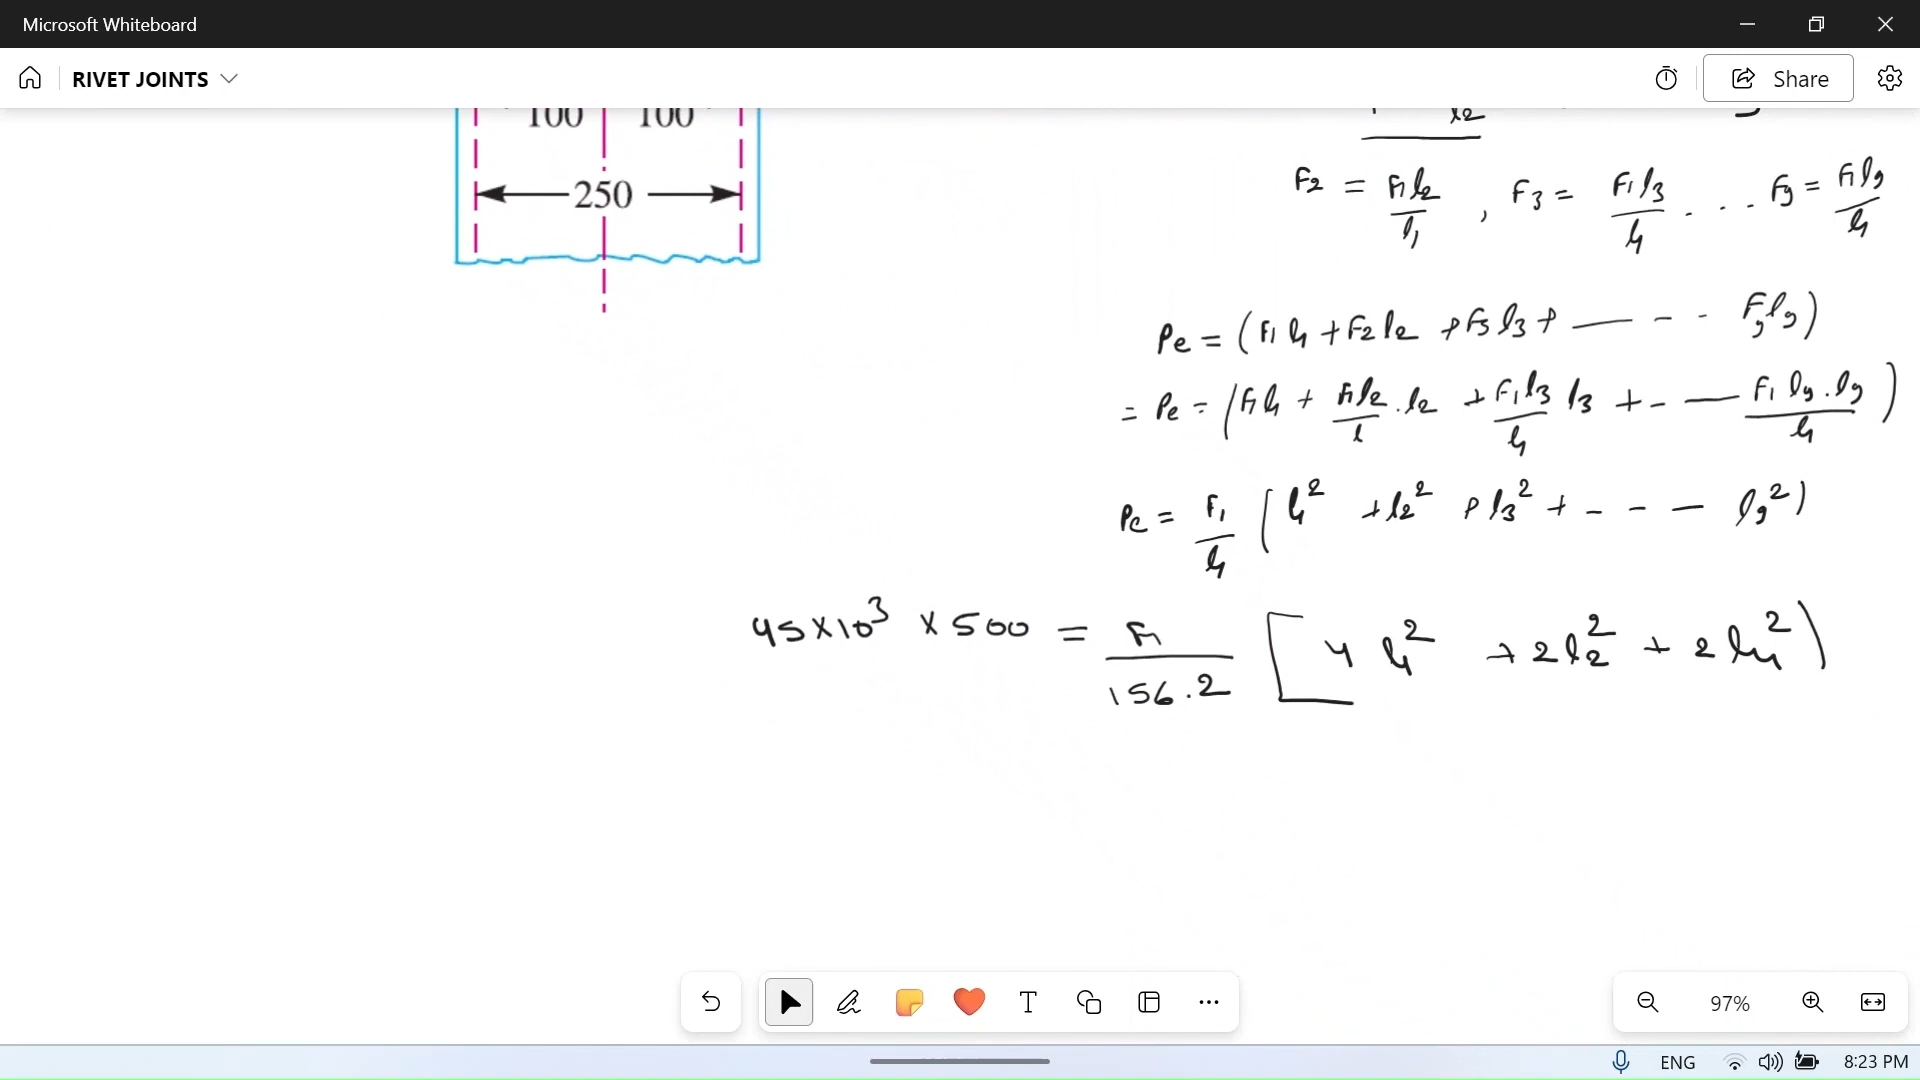 Microsoft Whiteboard
RIVET JOINTS
Share
100 100
250
l2
F2 = F1l2/l1 , F3 = F1l3/l1 . . . . F9 = F1l9/l1
Pe = (F1l1 + F2l2 + F3l3 + — - - F9l9)
= Pe = (F1l1 + F1l2/l . l2 + F1l3/l1 l3 + - — F1l9.l9/l1)
Pe = F1/l1 [l1² + l2² + l3² + - - — l9²)
45×10³ × 500 = F1/156.2 [4l1² + 2l2² + 2l4²)
T
97%
ENG
8:23 PM